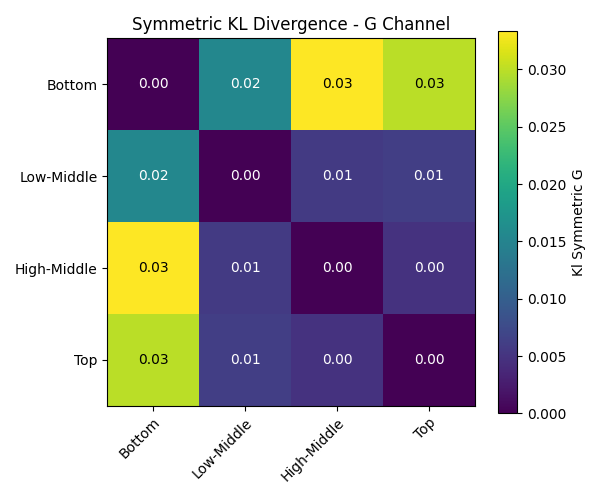 Symmetric KL Divergence - G Channel
Bottom 0.00 0.02 0.03 0.03
Low-Middle 0.02 0.00 0.01 0.01
High-Middle 0.03 0.01 0.00 0.00
Top 0.03 0.01 0.00 0.00
Bottom Low-Middle High-Middle Top
0.030
0.025
0.020
0.015
0.010
0.005
0.000
Kl Symmetric G